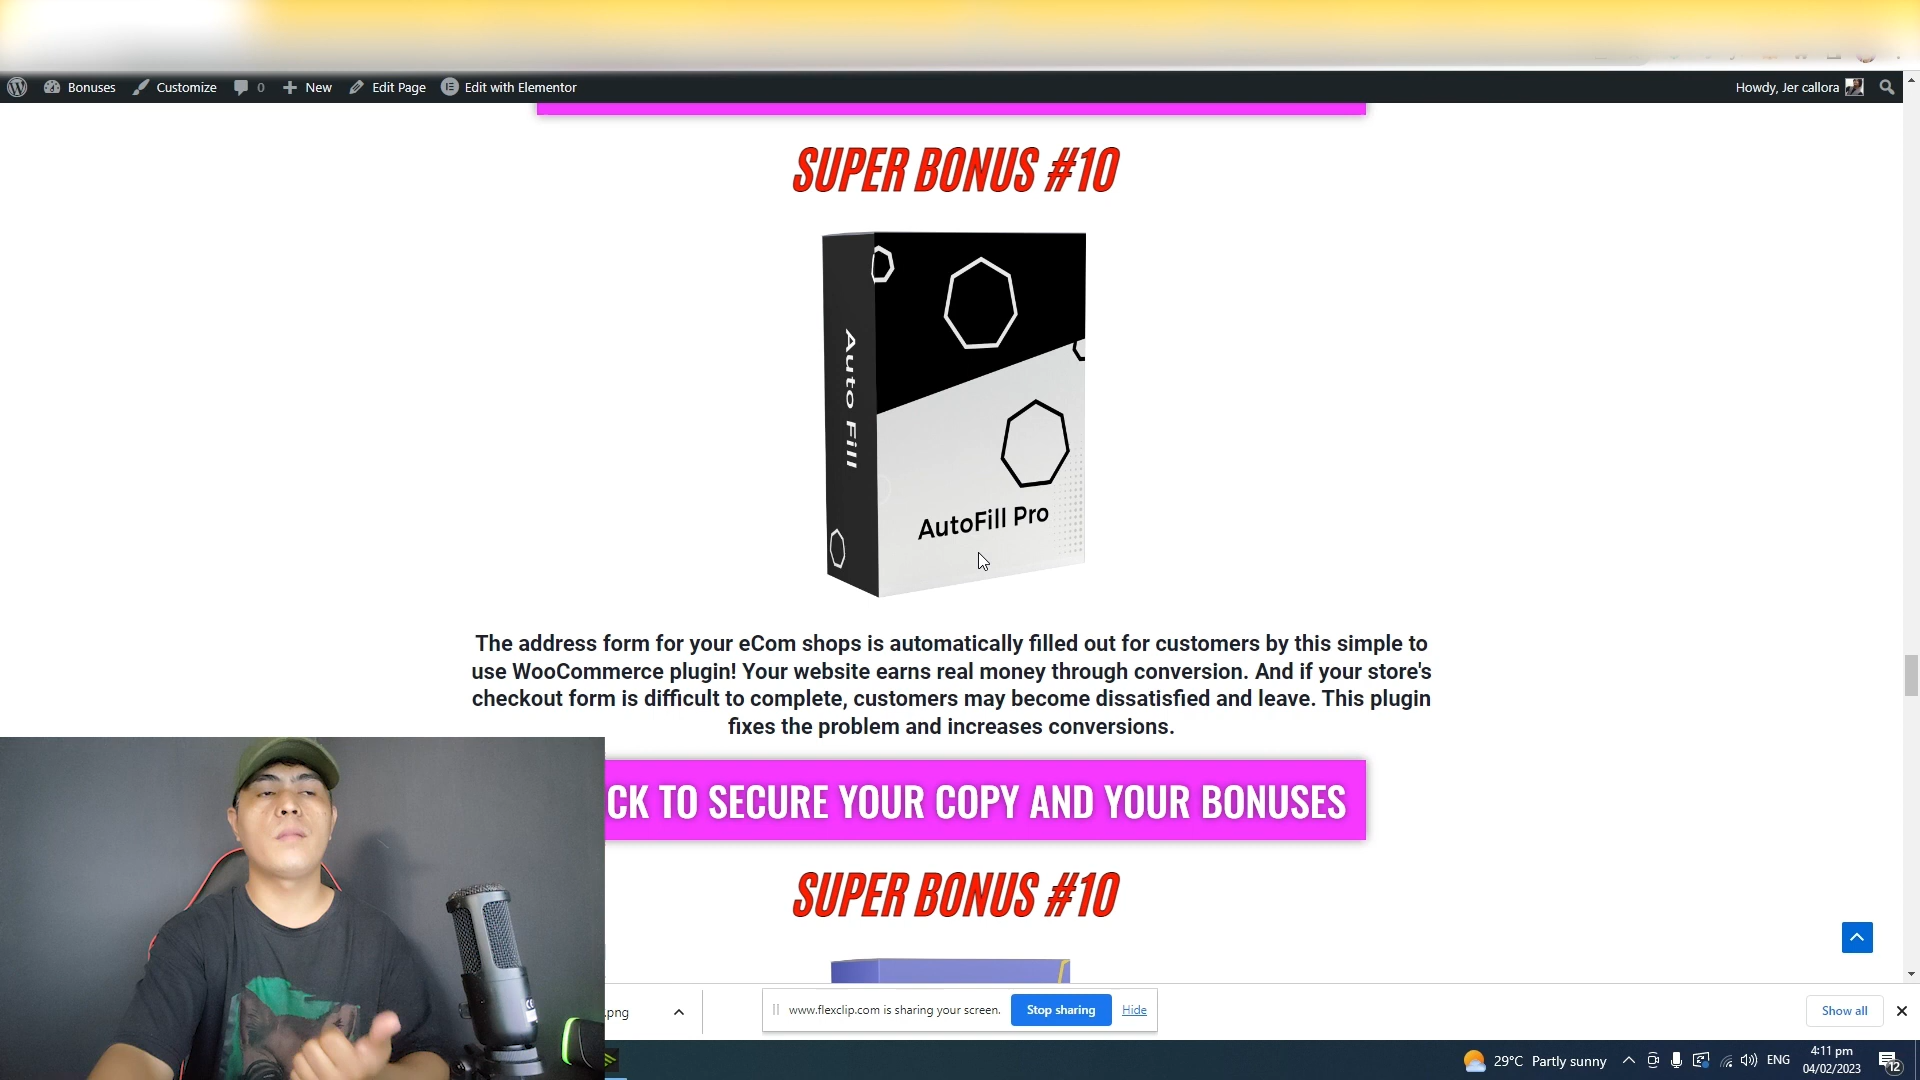 Bonuses
Customize
0
New
Edit Page
Edit with Elementor
Howdy, Jer callora
SUPER BONUS #10
Auto Fill
AutoFill Pro
The address form for your eCom shops is automatically filled out for customers by this simple to
use WooCommerce plugin! Your website earns real money through conversion. And if your store's
checkout form is difficult to complete, customers may become dissatisfied and leave. This plugin
fixes the problem and increases conversions.
CK TO SECURE YOUR COPY AND YOUR BONUSES
SUPER BONUS #10
.png
www.flexclip.com is sharing your screen.
Stop sharing
Hide
Show all
29°C Partly sunny
ENG
4:11 pm
04/02/2023
12